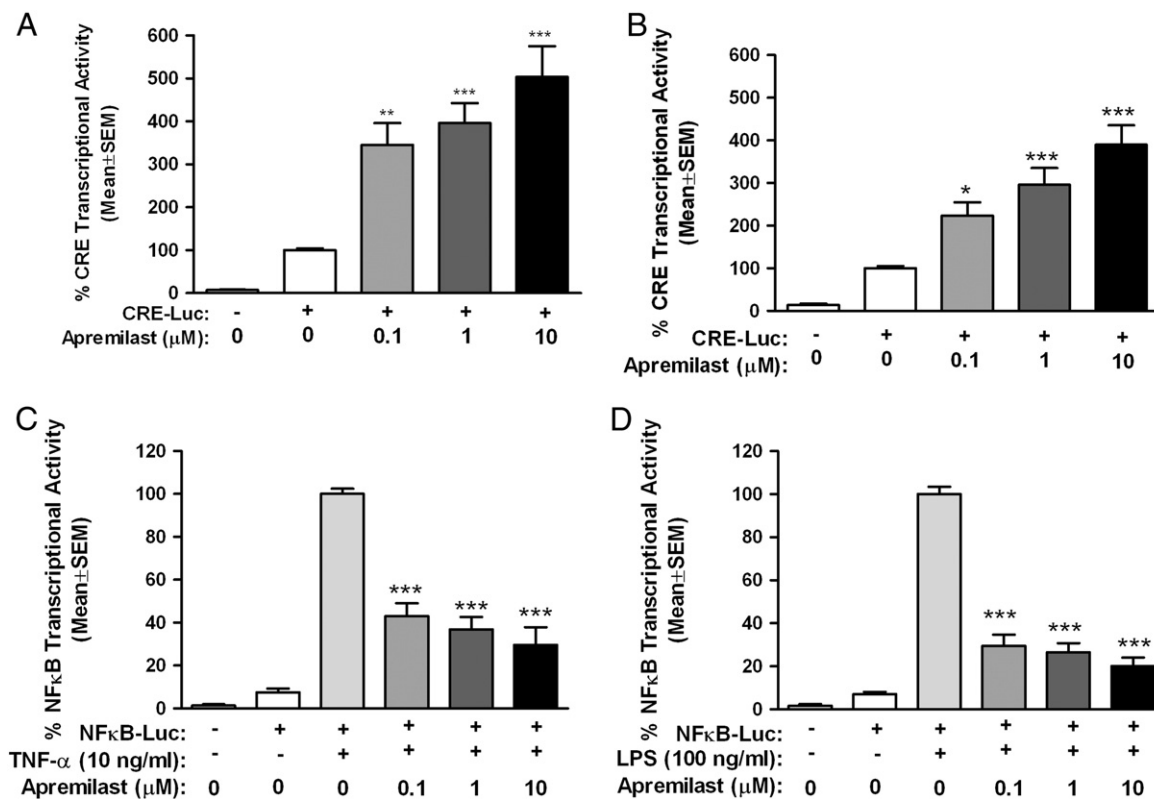 A
% CRE Transcriptional Activity
(Mean±SEM)
600
500
400
300
200
100
0
**
***
***
CRE-Luc: - + + + +
Apremilast (μM): 0 0 0.1 1 10
B
% CRE Transcriptional Activity
(Mean±SEM)
600
500
400
300
200
100
0
*
***
***
CRE-Luc: - + + + +
Apremilast (μM): 0 0 0.1 1 10
C
% NFκB Transcriptional Activity
(Mean±SEM)
120
100
80
60
40
20
0
***
***
***
NFκB-Luc: - + + + + +
TNF-α (10 ng/ml): - - + + + +
Apremilast (μM): 0 0 0 0.1 1 10
D
% NFκB Transcriptional Activity
(Mean±SEM)
120
100
80
60
40
20
0
***
***
***
NFκB-Luc: - + + + + +
LPS (100 ng/ml): - - + + + +
Apremilast (μM): 0 0 0 0.1 1 10